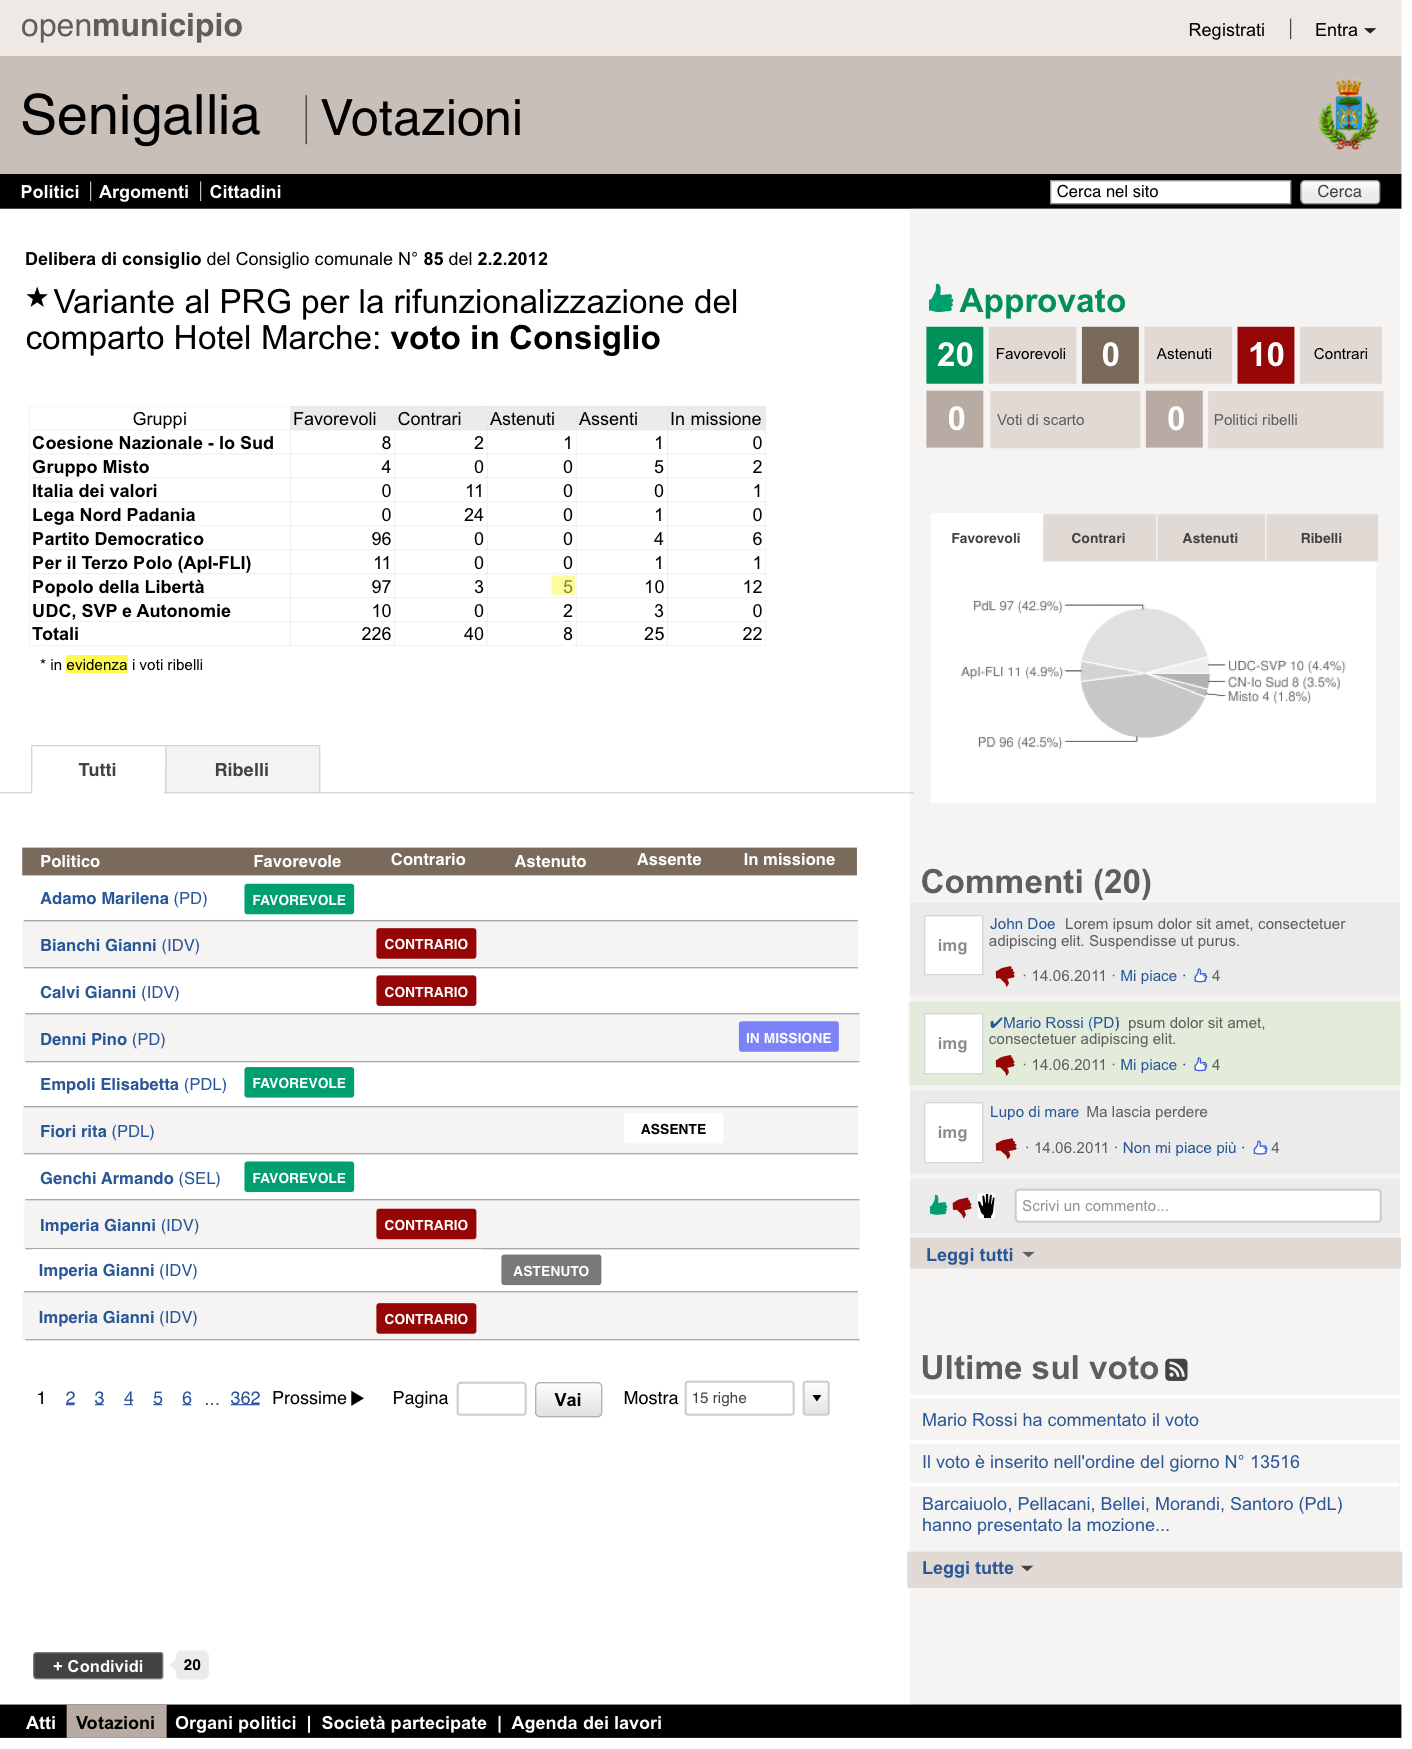 openmunicipio
Registrati | Entra
Senigallia | Votazioni
Politici | Argomenti | Cittadini
Cerca nel sito Cerca
Delibera di consiglio del Consiglio comunale N° 85 del 2.2.2012
★ Variante al PRG per la rifunzionalizzazione del
comparto Hotel Marche: voto in Consiglio
Gruppi Favorevoli Contrari Astenuti Assenti In missione
Coesione Nazionale - Io Sud 8 2 1 1 0
Gruppo Misto 4 0 0 5 2
Italia dei valori 0 11 0 0 1
Lega Nord Padania 0 24 0 1 0
Partito Democratico 96 0 0 4 6
Per il Terzo Polo (ApI-FLI) 11 0 0 1 1
Popolo della Libertà 97 3 5 10 12
UDC, SVP e Autonomie 10 0 2 3 0
Totali 226 40 8 25 22
* in evidenza i voti ribelli
Tutti Ribelli
Politico Favorevole Contrario Astenuto Assente In missione
Adamo Marilena (PD) FAVOREVOLE
Bianchi Gianni (IDV) CONTRARIO
Calvi Gianni (IDV) CONTRARIO
Denni Pino (PD) IN MISSIONE
Empoli Elisabetta (PDL) FAVOREVOLE
Fiori rita (PDL) ASSENTE
Genchi Armando (SEL) FAVOREVOLE
Imperia Gianni (IDV) CONTRARIO
Imperia Gianni (IDV) ASTENUTO
Imperia Gianni (IDV) CONTRARIO
1 2 3 4 5 6 ... 362 Prossime Pagina Vai Mostra 15 righe
+ Condividi 20
Approvato
20 Favorevoli 0 Astenuti 10 Contrari
0 Voti di scarto 0 Politici ribelli
Favorevoli Contrari Astenuti Ribelli
PdL 97 (42.9%)
UDC-SVP 10 (4.4%)
ApI-FLI 11 (4.9%)
CN-Io Sud 8 (3.5%)
Misto 4 (1.8%)
PD 96 (42.5%)
Commenti (20)
img
John Doe Lorem ipsum dolor sit amet, consectetuer
adipiscing elit. Suspendisse ut purus.
· 14.06.2011 · Mi piace · 4
img
✔Mario Rossi (PD) psum dolor sit amet,
consectetuer adipiscing elit.
· 14.06.2011 · Mi piace · 4
img
Lupo di mare Ma lascia perdere
· 14.06.2011 · Non mi piace più · 4
Scrivi un commento...
Leggi tutti
Ultime sul voto
Mario Rossi ha commentato il voto
Il voto è inserito nell'ordine del giorno N° 13516
Barcaiuolo, Pellacani, Bellei, Morandi, Santoro (PdL)
hanno presentato la mozione...
Leggi tutte
Atti Votazioni Organi politici | Società partecipate | Agenda dei lavori